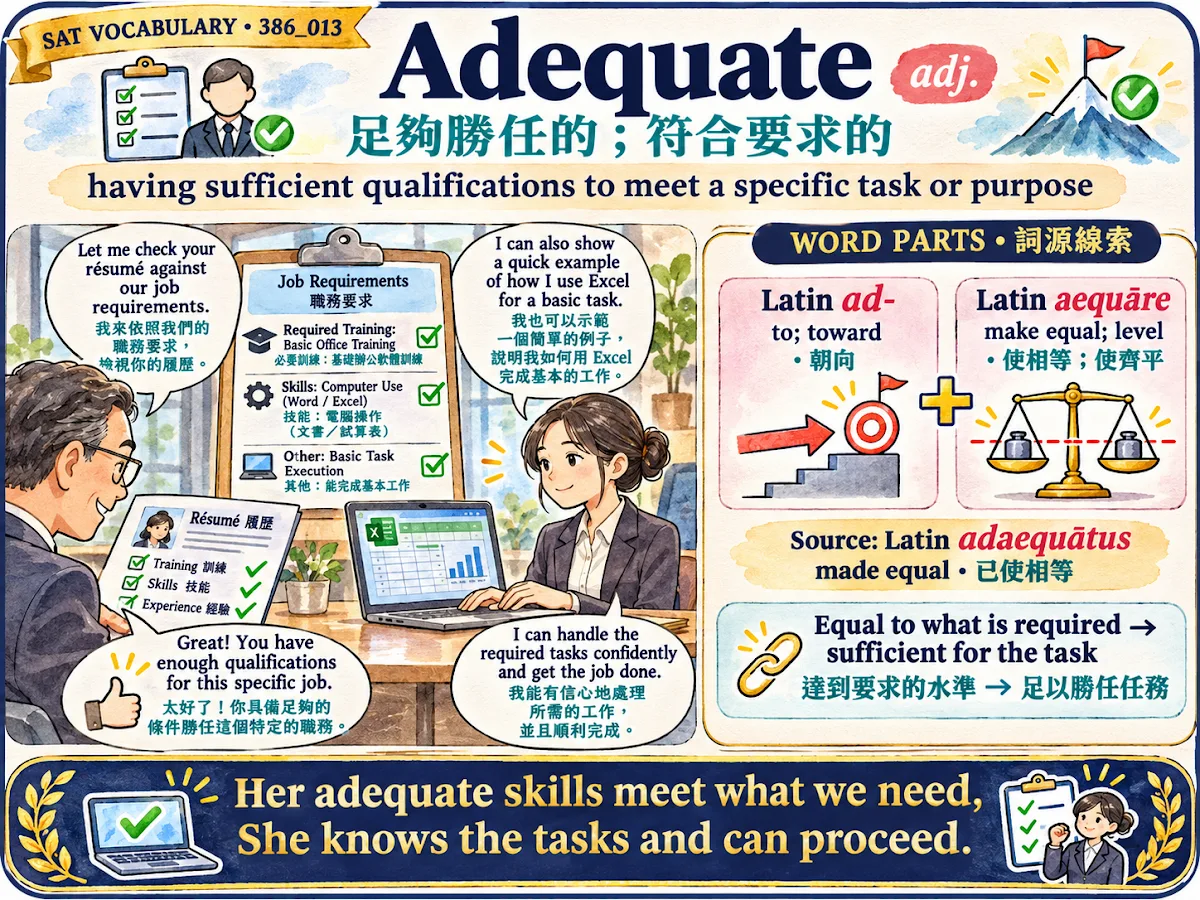 SAT VOCABULARY • 386_013
Adequate
adj.
足夠勝任的；符合要求的
having sufficient qualifications to meet a specific task or purpose
Let me check your
résumé against
our job
requirements.
我來依照我們的
職務要求，
檢視你的履歷。
Job Requirements
職務要求
Required Training:
Basic Office Training
必要訓練：基礎辦公軟體訓練
Skills: Computer Use
(Word / Excel)
技能：電腦操作
（文書／試算表）
Other: Basic Task
Execution
其他：能完成基本工作
I can also show
a quick example
of how I use Excel
for a basic task.
我也可以示範
一個簡單的例子，
說明我如何用 Excel
完成基本的工作。
Résumé 履歷
Training 訓練
Skills 技能
Experience 經驗
X
Great! You have
enough qualifications
for this specific job.
太好了！你具備足夠的
條件勝任這個特定的職務。
I can handle the
required tasks confidently
and get the job done.
我能有信心地處理
所需的工作，
並且順利完成。
WORD PARTS • 詞源線索
Latin ad-
to; toward
• 朝向
Latin aequāre
make equal; level
• 使相等；使齊平
Source: Latin adaequātus
made equal • 已使相等
Equal to what is required →
sufficient for the task
達到要求的水準 → 足以勝任任務
Her adequate skills meet what we need,
She knows the tasks and can proceed.